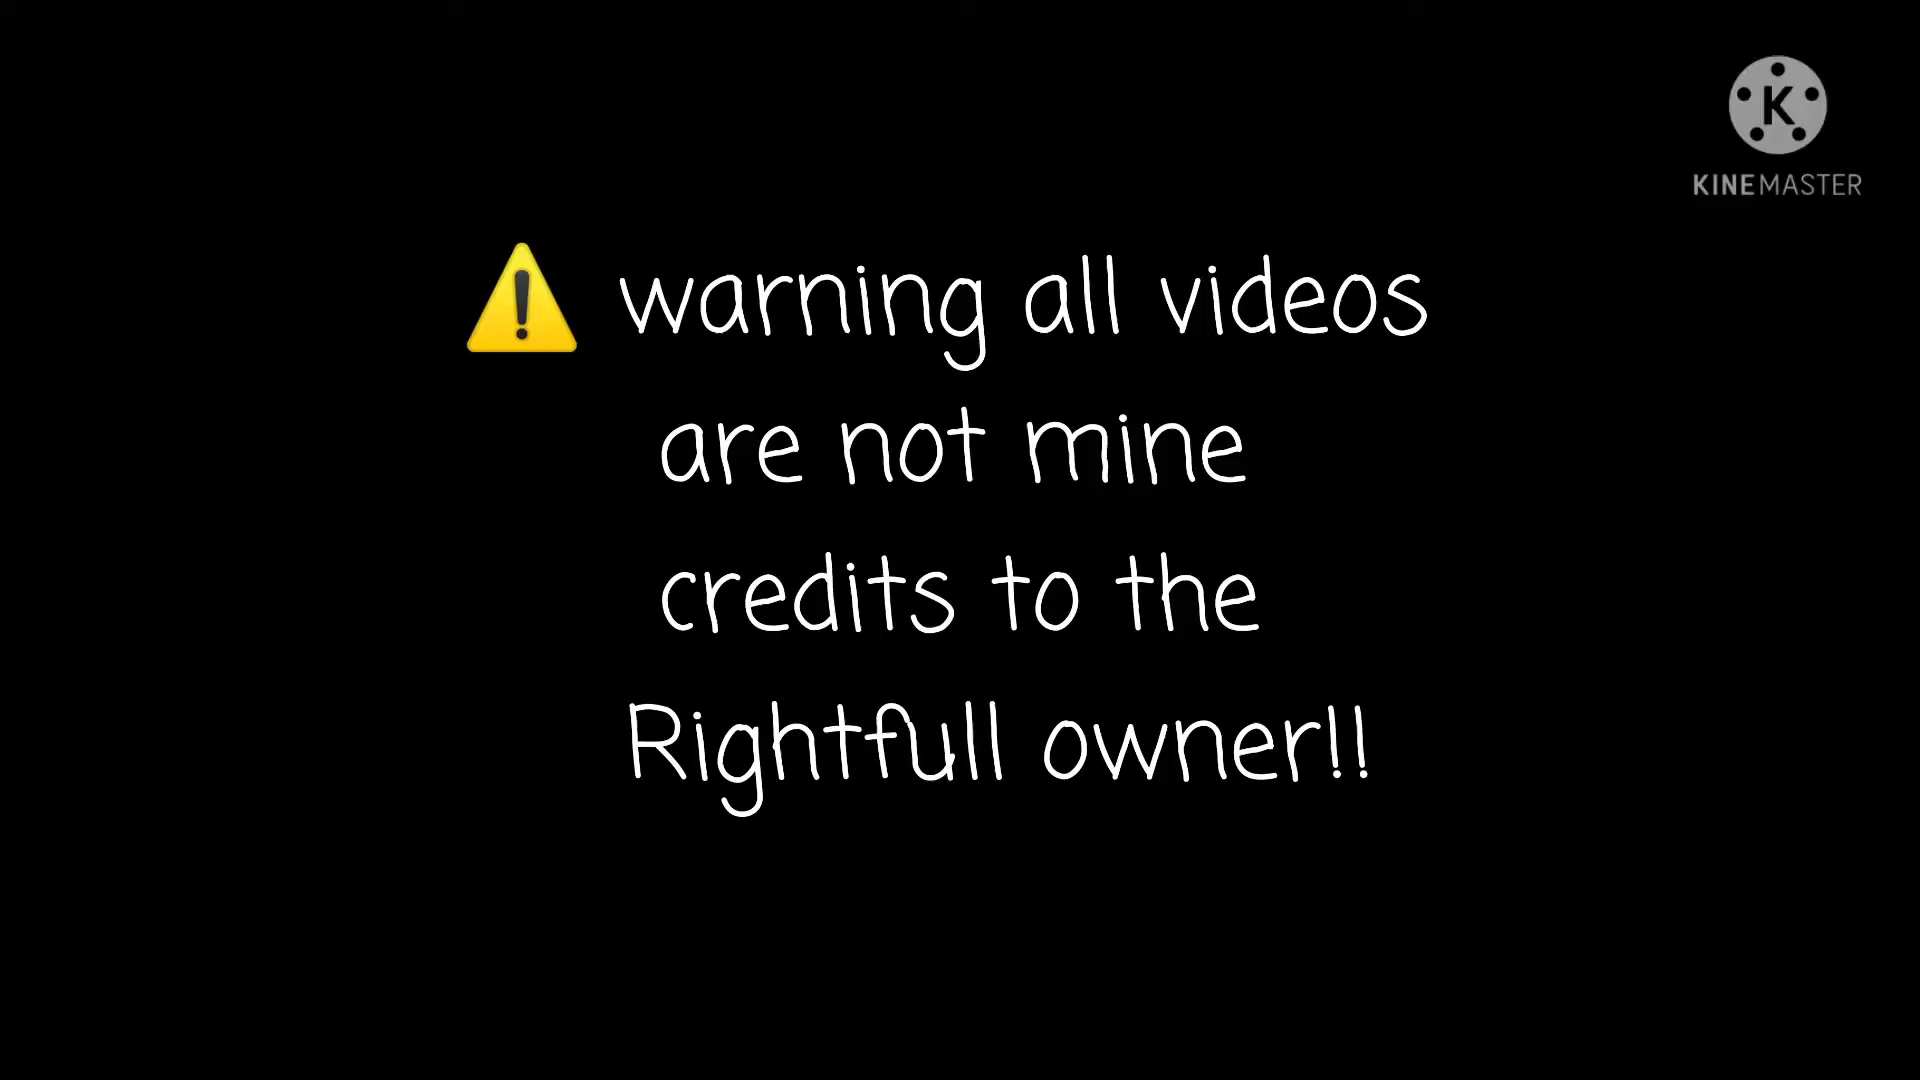 KINEMASTER
⚠️ warning all videos
are not mine
credits to the
Rightfull owner!!